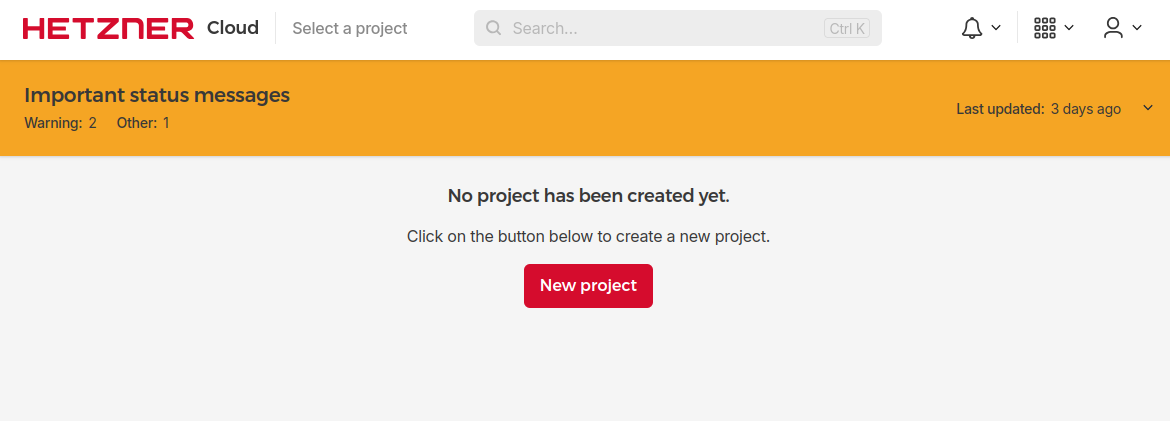 HETZNER Cloud Select a project Search... Ctrl K
Important status messages
Warning: 2 Other: 1 Last updated: 3 days ago
No project has been created yet.
Click on the button below to create a new project.
New project